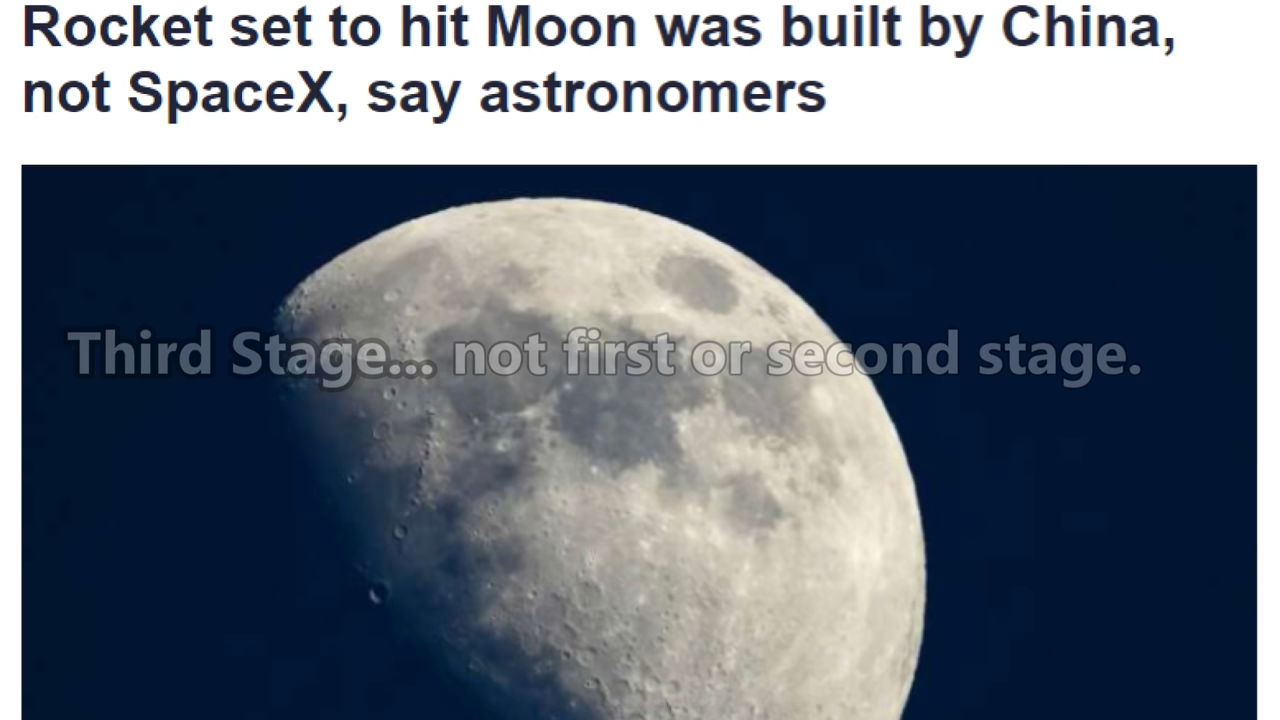 Rocket set to hit Moon was built by China,
not SpaceX, say astronomers
Third Stage... not first or second stage.